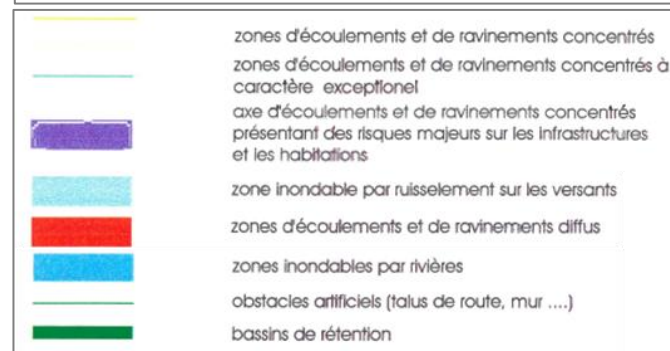 zones d'écoulements et de ravinements concentrés
zones d'écoulements et de ravinements concentrés à
caractère exceptionel
axe d'écoulements et de ravinements concentrés
présentant des risques majeurs sur les infrastructures
et les habitations
zone inondable par ruisselement sur les versants
zones d'écoulements et de ravinements diffus
zones inondables par rivières
obstacles artificiels (talus de route, mur ....)
bassins de rétention